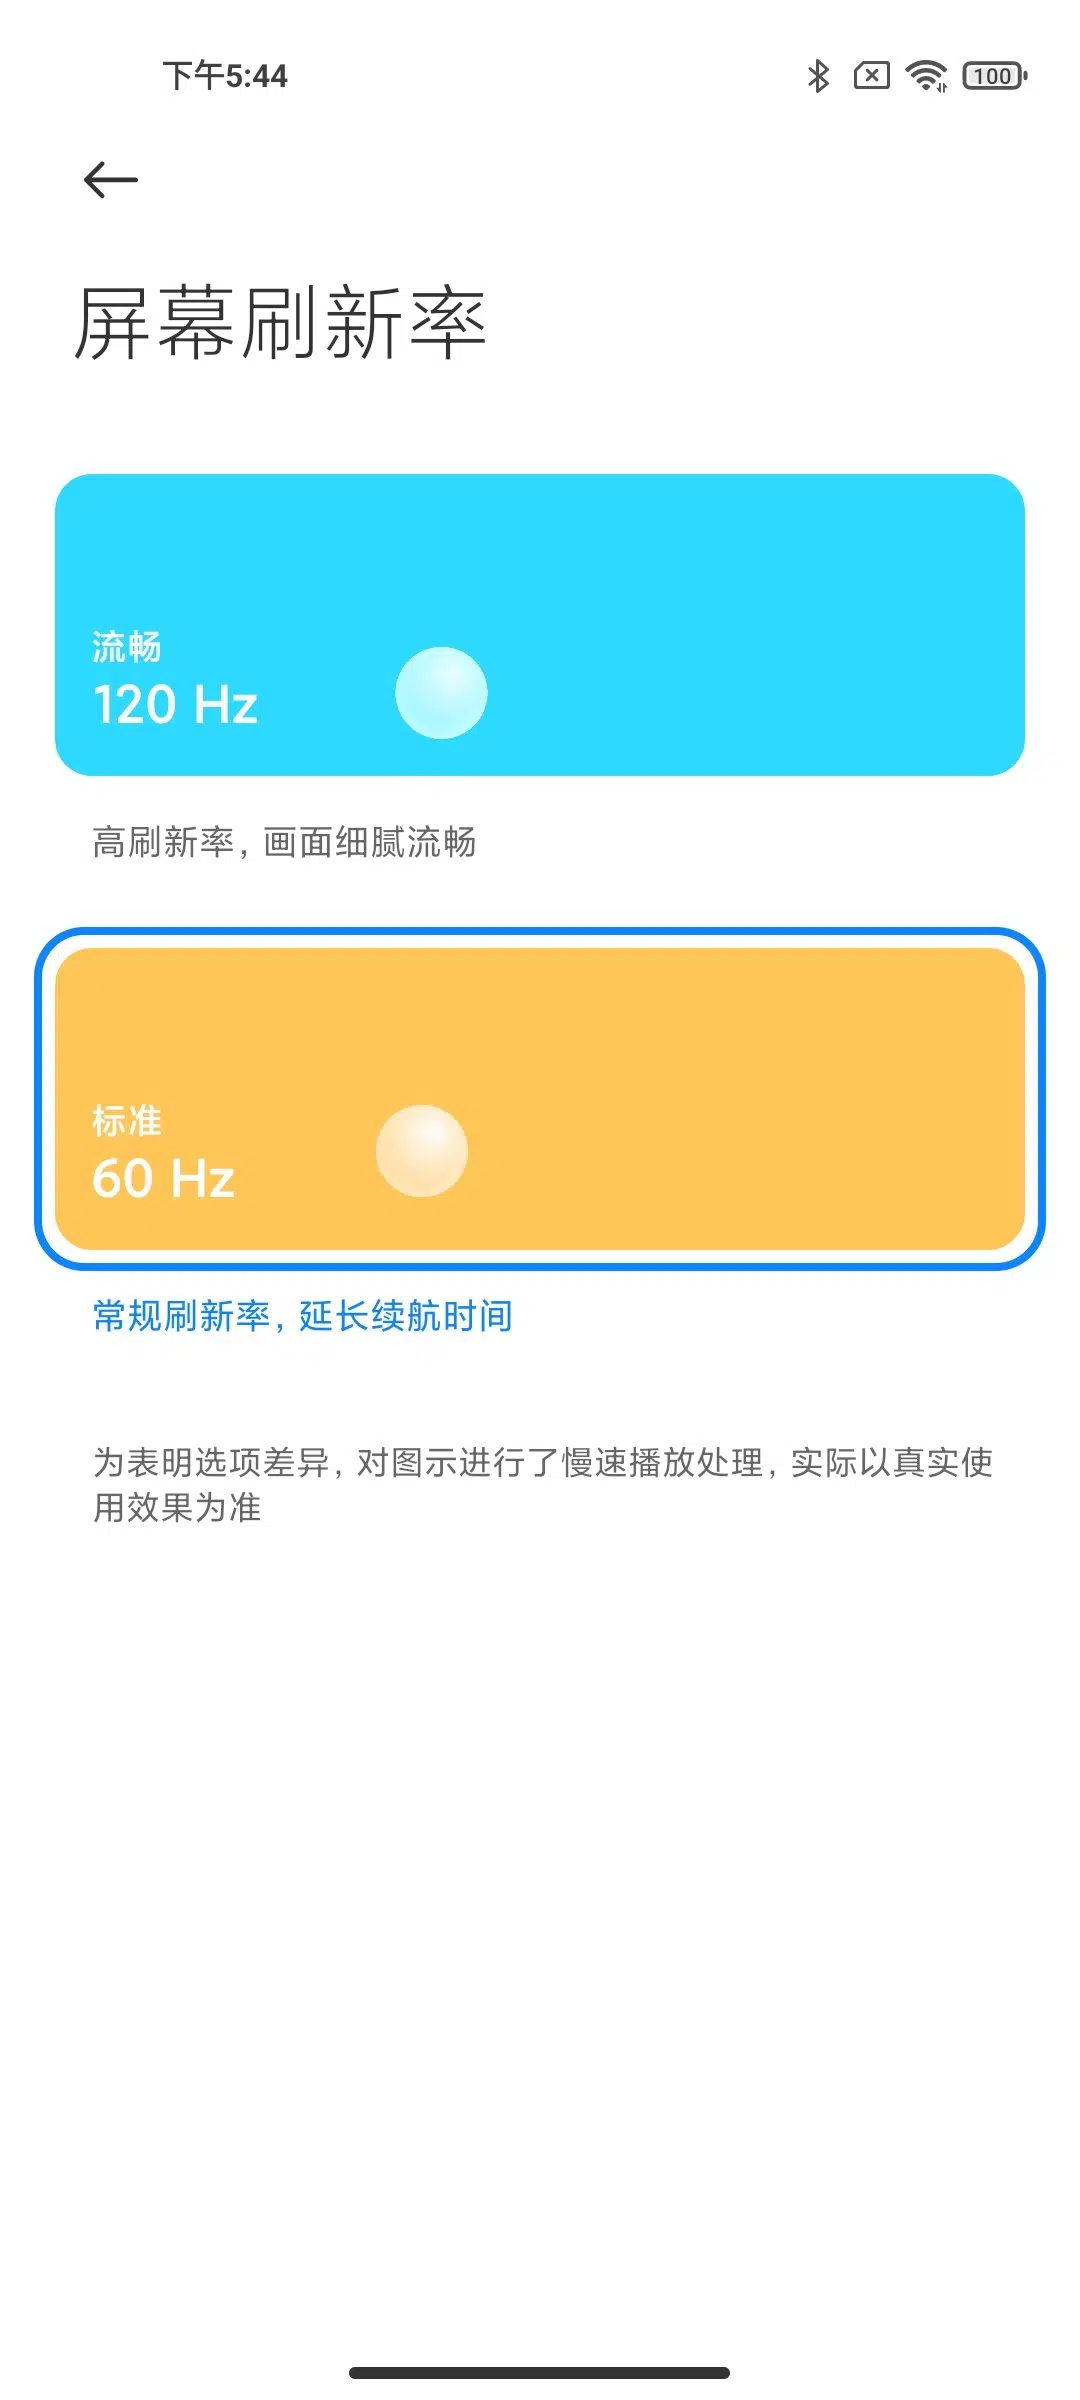 下午5:44
100
屏幕刷新率
流畅
120 Hz
高刷新率，画面细腻流畅
标准
60 Hz
常规刷新率，延长续航时间
为表明选项差异，对图示进行了慢速播放处理，实际以真实使
用效果为准